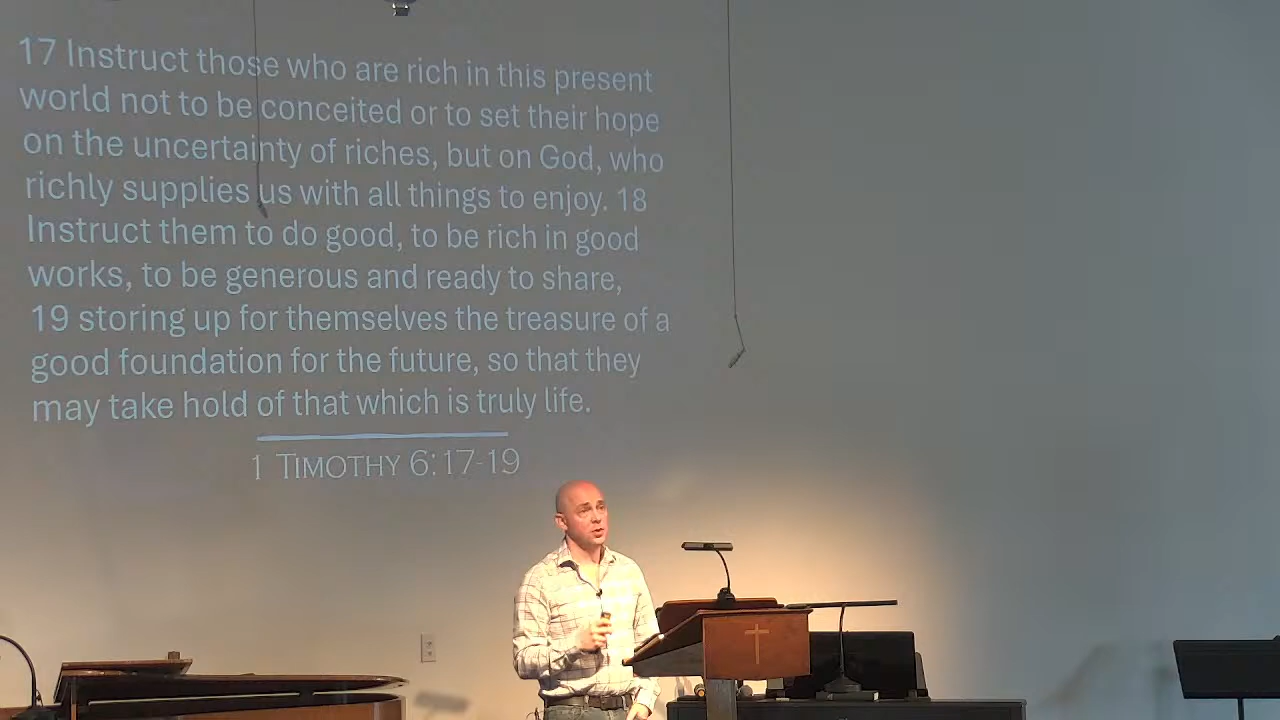 17 Instruct those who are rich in this present
world not to be conceited or to set their hope
on the uncertainty of riches, but on God, who
richly supplies us with all things to enjoy. 18
Instruct them to do good, to be rich in good
works, to be generous and ready to share,
19 storing up for themselves the treasure of a
good foundation for the future, so that they
may take hold of that which is truly life.
1 TIMOTHY 6:17-19